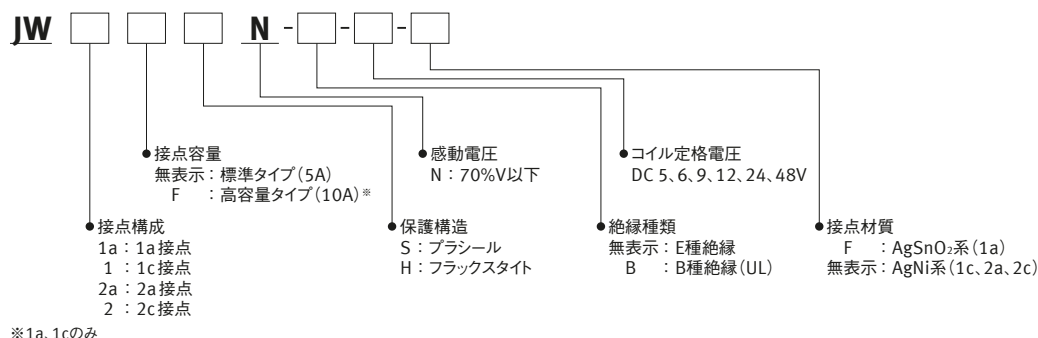 JW N - - -
接点容量
無表示：標準タイプ（5A）
F ：高容量タイプ（10A）※
感動電圧
N：70%V以下
コイル定格電圧
DC 5、6、9、12、24、48V
接点構成
1a：1a接点
1：1c接点
2a：2a接点
2：2c接点
保護構造
S：プラシール
H：フラックスタイト
絶縁種類
無表示：E種絶縁
B ：B種絶縁（UL）
接点材質
F ：AgSnO₂系（1a）
無表示：AgNi系（1c、2a、2c）
※1a、1cのみ